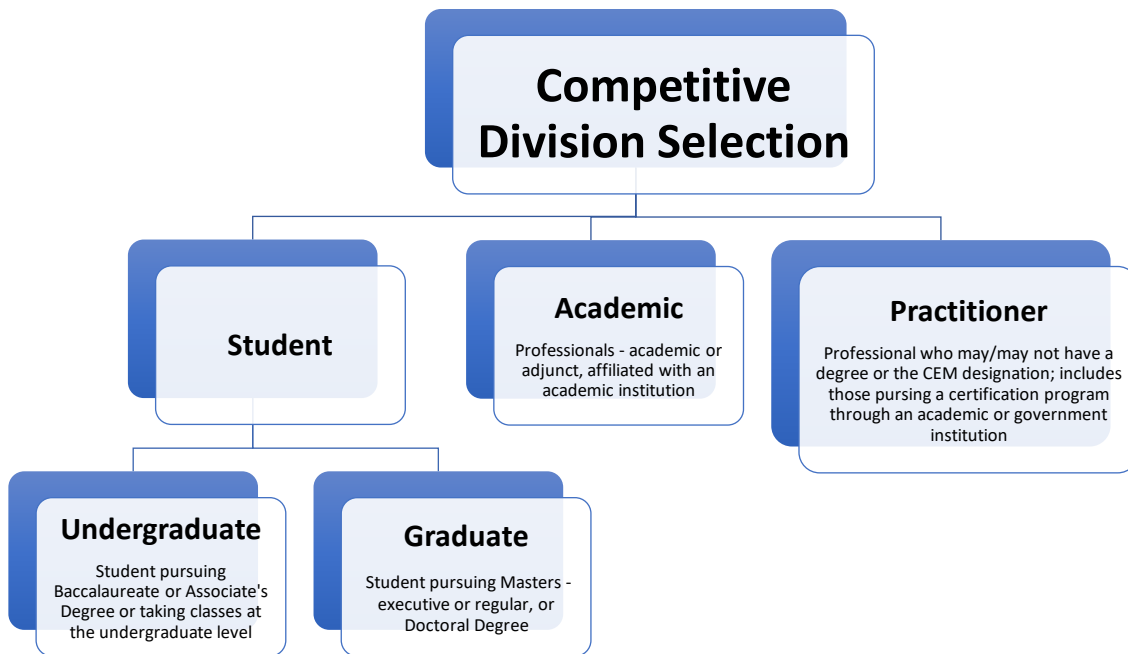 Competitive
Division Selection
Student
Academic
Professionals - academic or
adjunct, affiliated with an
academic institution
Practitioner
Professional who may/may not have a
degree or the CEM designation; includes
those pursing a certification program
through an academic or government
institution
Undergraduate
Student pursuing
Baccalaureate or Associate's
Degree or taking classes at
the undergraduate level
Graduate
Student pursuing Masters -
executive or regular, or
Doctoral Degree